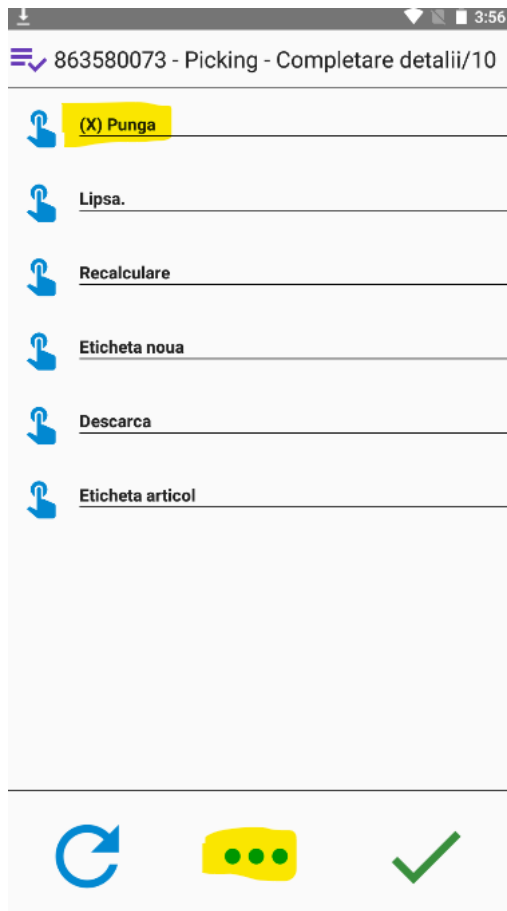 3:56
863580073 - Picking - Completare detalii/10
(X) Punga
Lipsa.
Recalculare
Eticheta noua
Descarca
Eticheta articol